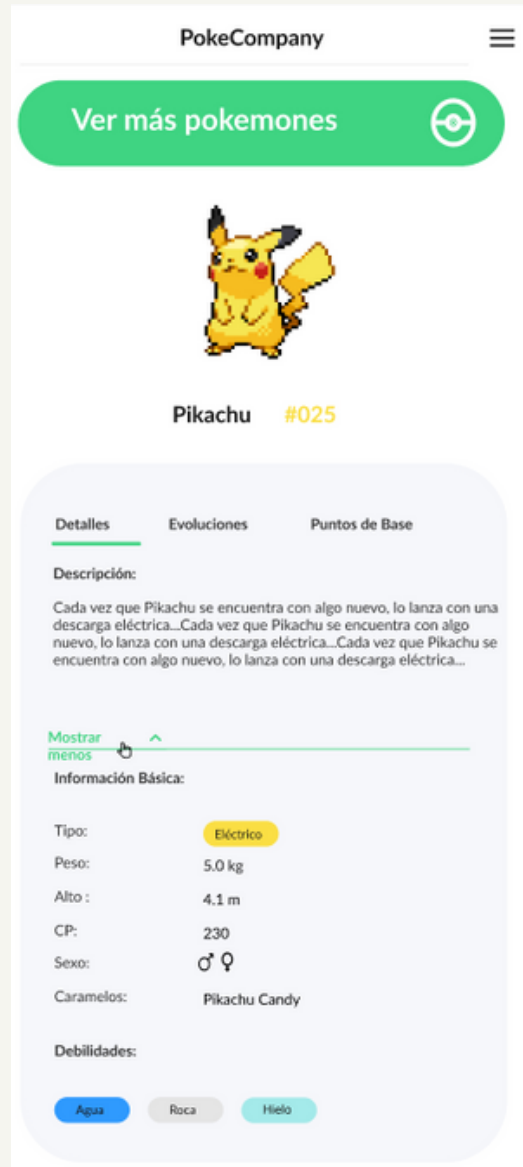 PokeCompany
Ver más pokemones
Pikachu #025
Detalles Evoluciones Puntos de Base
Descripción:
Cada vez que Pikachu se encuentra con algo nuevo, lo lanza con una
descarga eléctrica...Cada vez que Pikachu se encuentra con algo
nuevo, lo lanza con una descarga eléctrica...Cada vez que Pikachu se
encuentra con algo nuevo, lo lanza con una descarga eléctrica...
Mostrar
menos
Información Básica:
Tipo: Eléctrico
Peso: 5.0 kg
Alto : 4.1 m
CP: 230
Sexo: ♂ ♀
Caramelos: Pikachu Candy
Debilidades:
Agua Roca Hielo